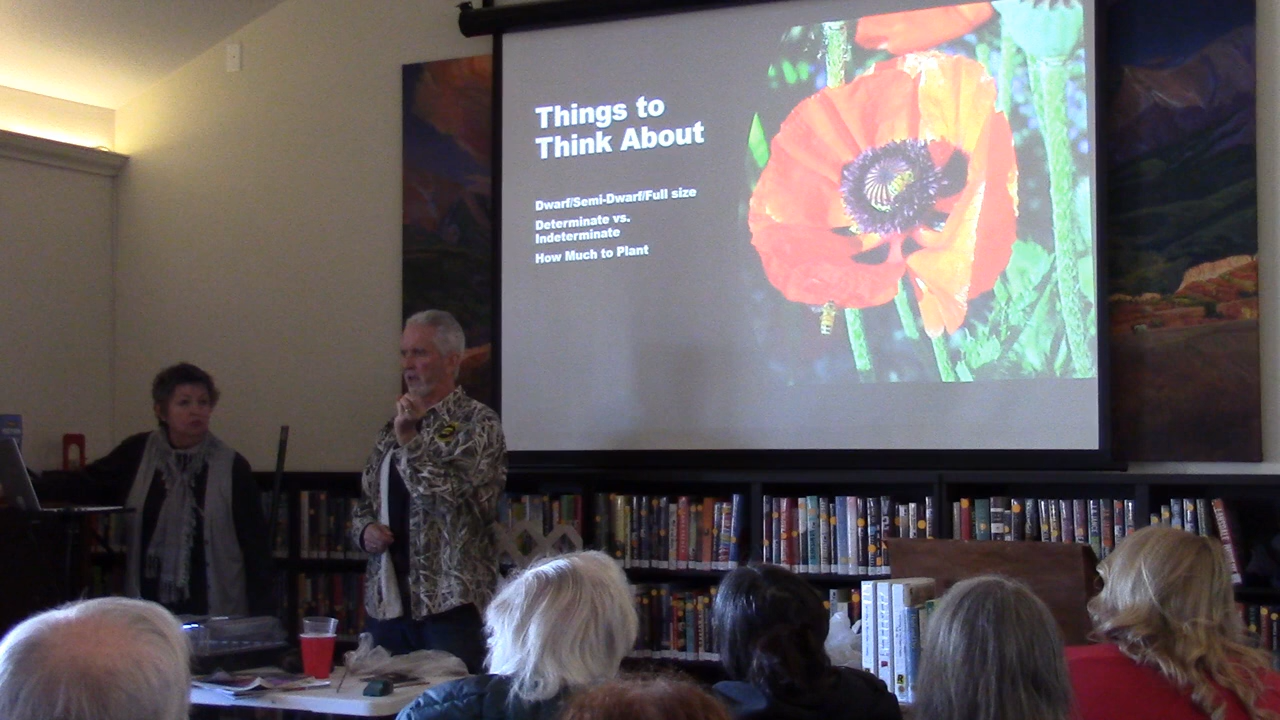 Things to
Think About
Dwarf/Semi-Dwarf/Full size
Determinate vs.
Indeterminate
How Much to Plant